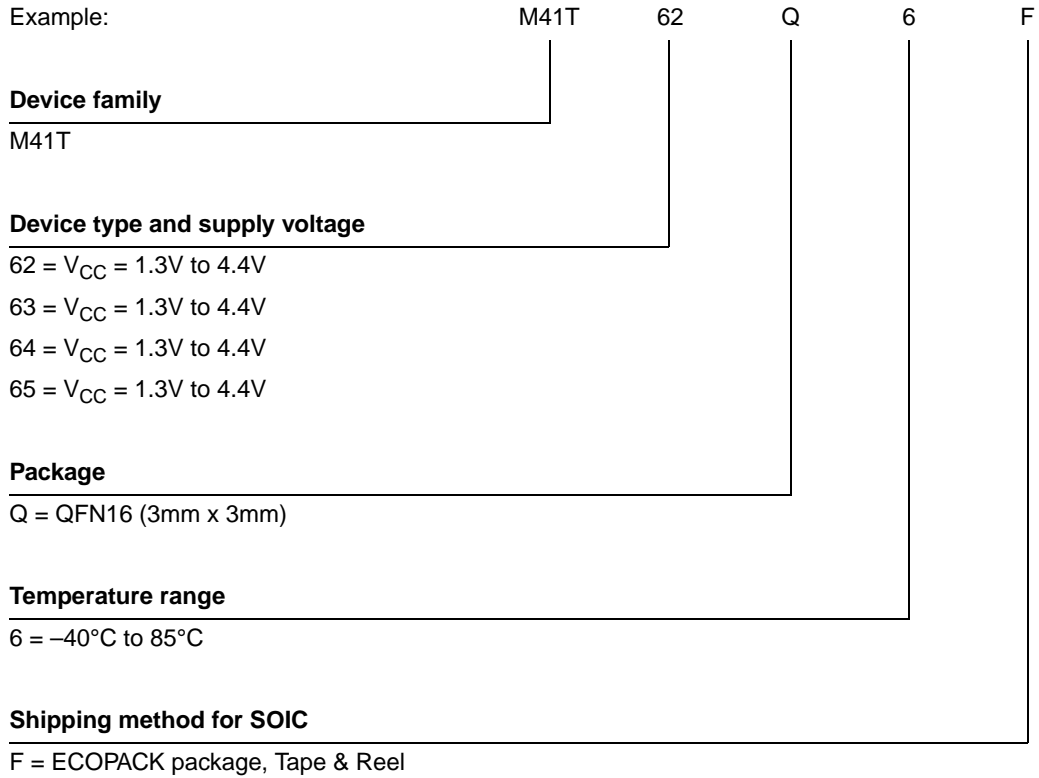 Example: M41T 62 Q 6 F
Device family
M41T
Device type and supply voltage
62 = VCC = 1.3V to 4.4V
63 = VCC = 1.3V to 4.4V
64 = VCC = 1.3V to 4.4V
65 = VCC = 1.3V to 4.4V
Package
Q = QFN16 (3mm x 3mm)
Temperature range
6 = –40°C to 85°C
Shipping method for SOIC
F = ECOPACK package, Tape & Reel